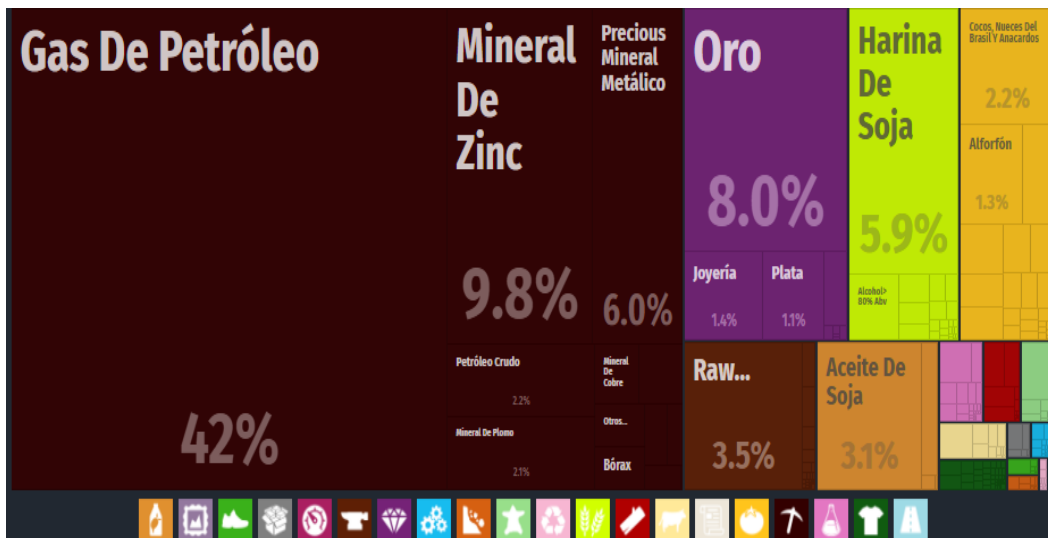 Gas De Petróleo
42%
Mineral
De
Zinc
9.8%
Precious
Mineral
Metálico
6.0%
Petróleo Crudo
2.2%
Mineral De Plomo
2.1%
Mineral
De
Cobre
Otros...
Bórax
Oro
8.0%
Joyería
1.4%
Plata
1.1%
Harina
De
Soja
5.9%
Alcohol>
80% Abv
Cocos, Nueces Del
Brasil Y Anacardos
2.2%
Alforfón
1.3%
Raw...
3.5%
Aceite De
Soja
3.1%